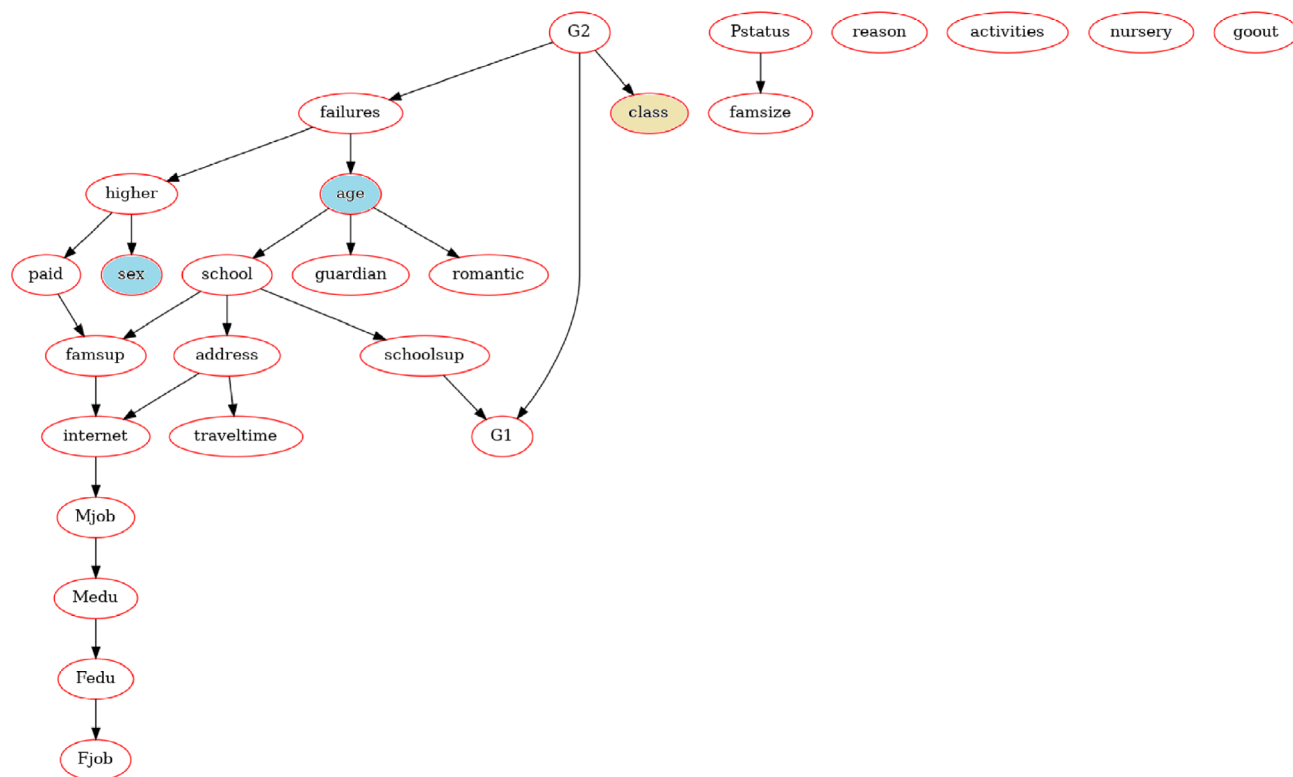 G2
Pstatus
reason
activities
nursery
goout
failures
class
famsize
higher
age
paid
sex
school
guardian
romantic
famsup
address
schoolsup
internet
traveltime
G1
Mjob
Medu
Fedu
Fjob